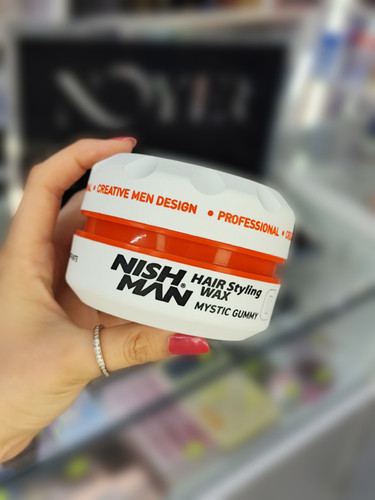 • CREATIVE MEN DESIGN • PROFESSIONAL •
NISH
MAN®
HAIR Styling
WAX
MYSTIC GUMMY